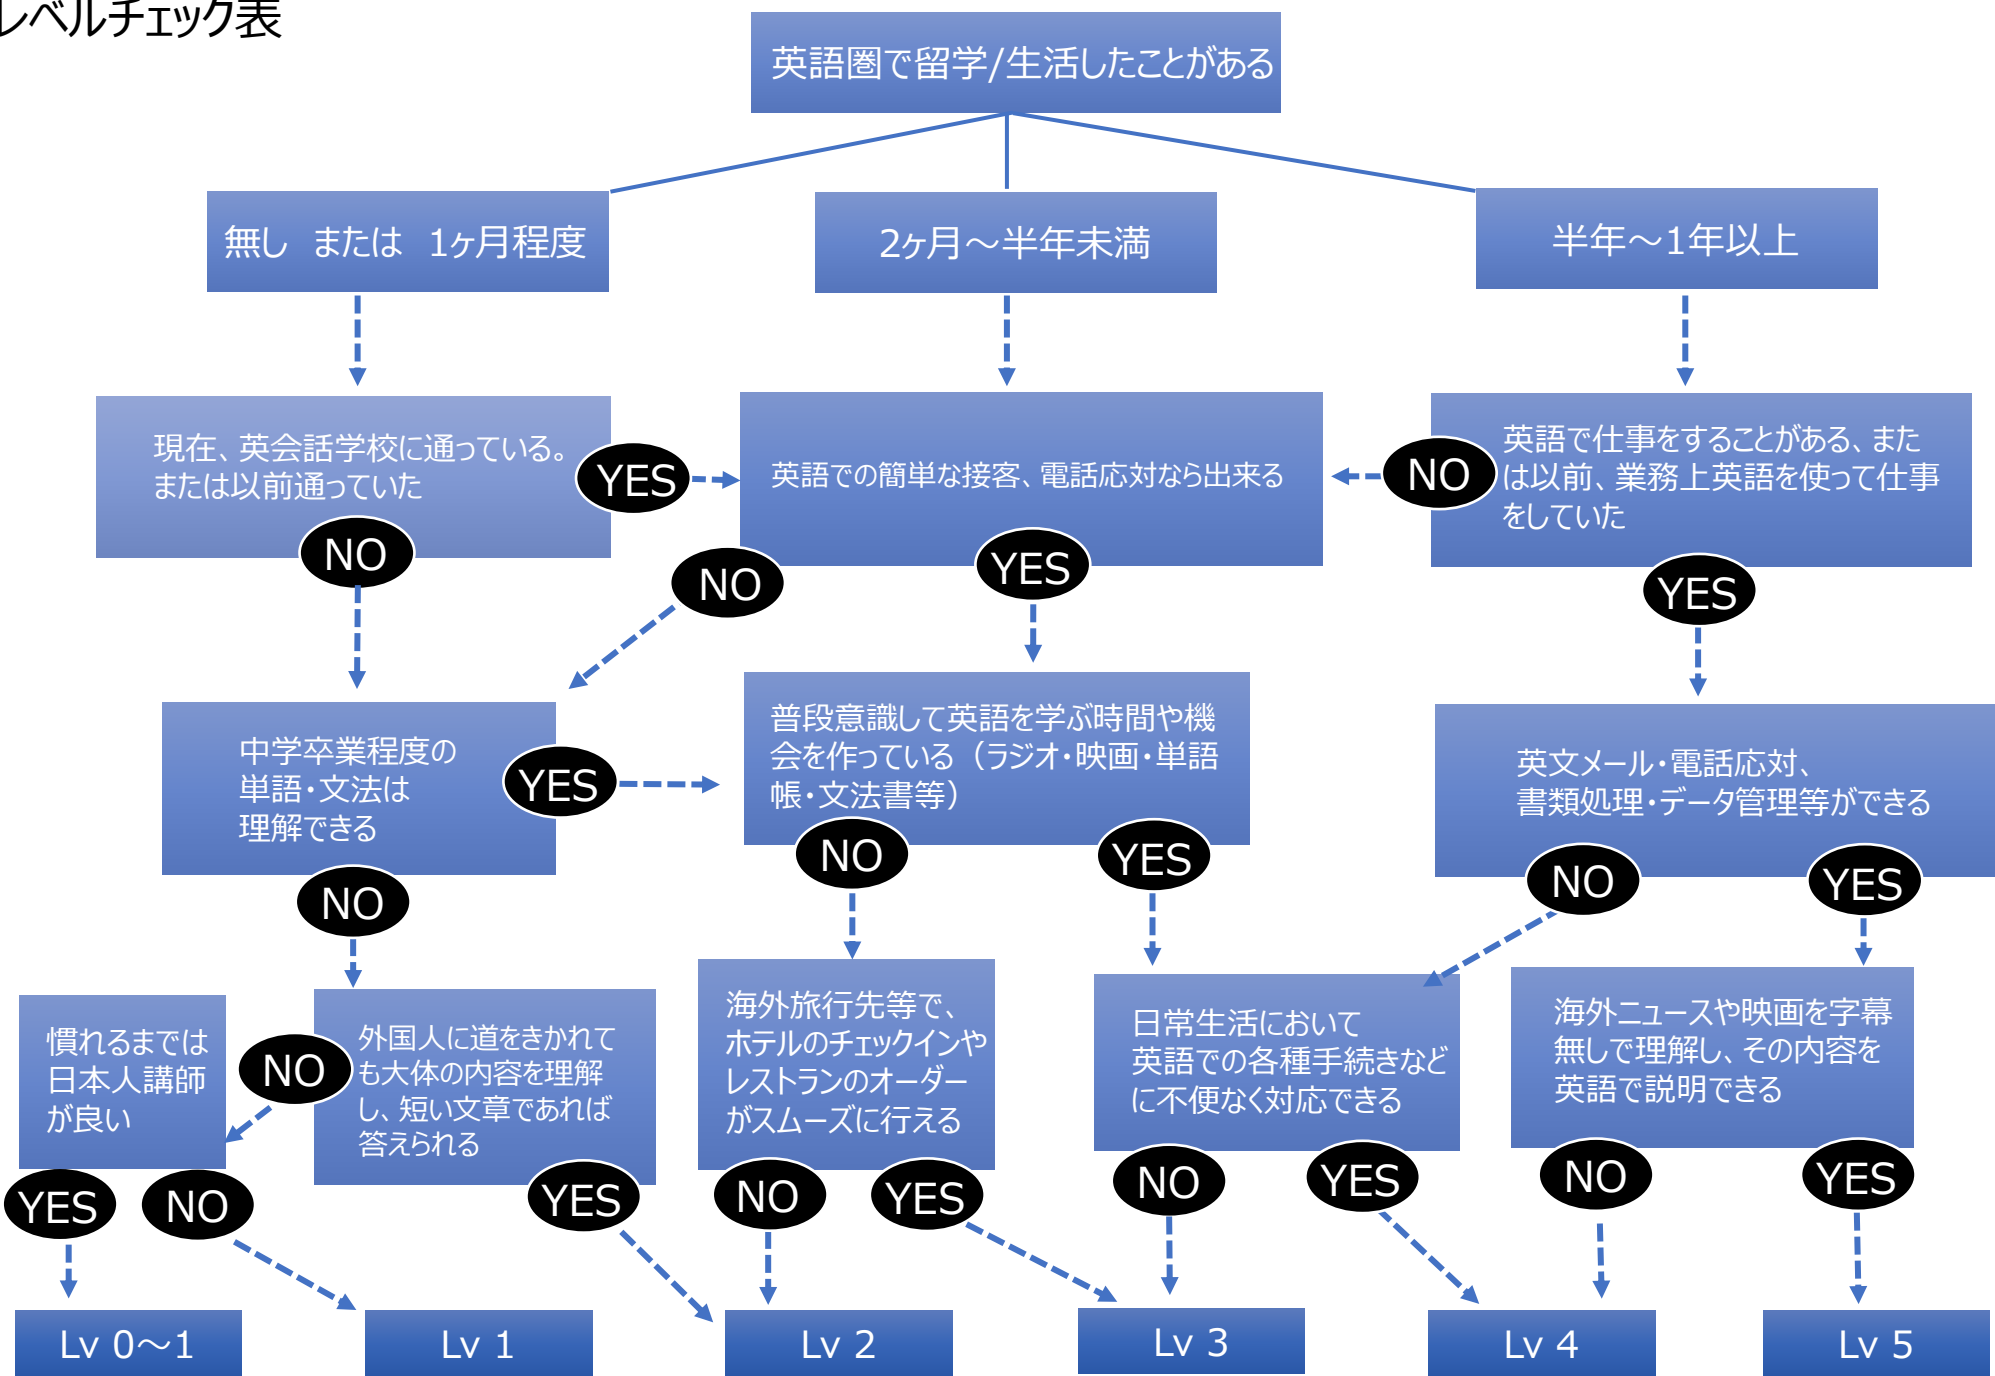 レベルチェック表
英語圏で留学/生活したことがある
無し　または　1ヶ月程度
2ヶ月～半年未満
半年～1年以上
現在、英会話学校に通っている。
または以前通っていた
YES
NO
英語での簡単な接客、電話応対なら出来る
NO
YES
英語で仕事をすることがある、また
は以前、業務上英語を使って仕事
をしていた
NO
YES
中学卒業程度の
単語・文法は
理解できる
YES
NO
普段意識して英語を学ぶ時間や機
会を作っている（ラジオ・映画・単語
帳・文法書等）
NO
YES
英文メール・電話応対、
書類処理・データ管理等ができる
NO
YES
慣れるまでは
日本人講師
が良い
YES
NO
外国人に道をきかれて
も大体の内容を理解
し、短い文章であれば
答えられる
NO
YES
海外旅行先等で、
ホテルのチェックインや
レストランのオーダー
がスムーズに行える
NO
YES
日常生活において
英語での各種手続きなど
に不便なく対応できる
NO
YES
海外ニュースや映画を字幕
無しで理解し、その内容を
英語で説明できる
NO
YES
Lv 0～1
Lv 1
Lv 2
Lv 3
Lv 4
Lv 5